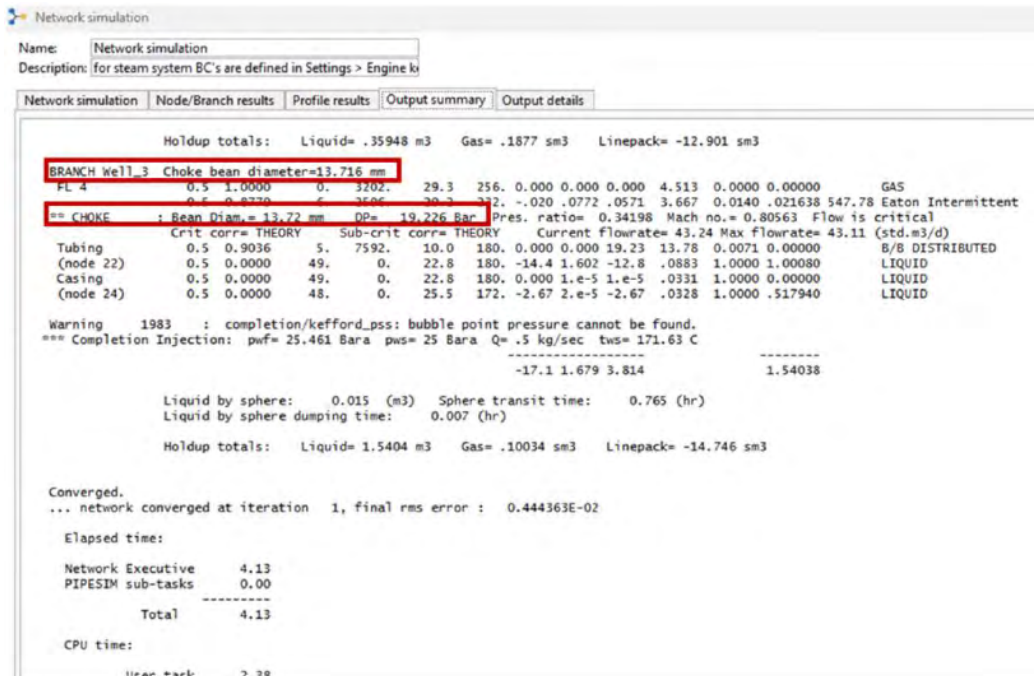 Network simulation
Name: Network simulation
Description: for steam system BC's are defined in Settings > Engine k
Network simulation Node/Branch results Profile results Output summary Output details
Holdup totals: Liquid= .35948 m3 Gas= .1877 sm3 Linepack= -12.901 sm3
BRANCH Well_3 Choke bean diameter=13.716 mm
FL 4 0.5 1.0000 0. 3202. 29.3 256. 0.000 0.000 0.000 4.513 0.0000 0.00000 GAS
-.020 .0772 .0571 3.667 0.0140 .021638 547.78 Eaton Intermittent
** CHOKE : Bean Diam.= 13.72 mm DP= 19.226 Bar Pres. ratio= 0.34198 Mach no.= 0.80563 Flow is critical
Crit corr= THEORY Sub-crit corr= THEORY Current flowrate= 43.24 Max flowrate= 43.11 (std.m3/d)
Tubing 0.5 0.9036 5. 7592. 10.0 180. 0.000 0.000 19.23 13.78 0.0071 0.00000 B/B DISTRIBUTED
(node 22) 0.5 0.0000 49. 0. 22.8 180. -14.4 1.602 -12.8 .0883 1.0000 1.00080 LIQUID
Casing 0.5 0.0000 49. 0. 22.8 180. 0.000 1.e-5 1.e-5 .0331 1.0000 0.00000 LIQUID
(node 24) 0.5 0.0000 48. 0. 25.5 172. -2.67 2.e-5 -2.67 .0328 1.0000 .517940 LIQUID
Warning 1983 : completion/kefford_pss: bubble point pressure cannot be found.
*** Completion Injection: pwf= 25.461 Bara pws= 25 Bara Q= .5 kg/sec tws= 171.63 C
------------------ --------
-17.1 1.679 3.814 1.54038
Liquid by sphere: 0.015 (m3) Sphere transit time: 0.765 (hr)
Liquid by sphere dumping time: 0.007 (hr)
Holdup totals: Liquid= 1.5404 m3 Gas= .10034 sm3 Linepack= -14.746 sm3
Converged.
... network converged at iteration 1, final rms error : 0.444363E-02
Elapsed time:
Network Executive 4.13
PIPESIM sub-tasks 0.00
---------
Total 4.13
CPU time:
User task 2.38